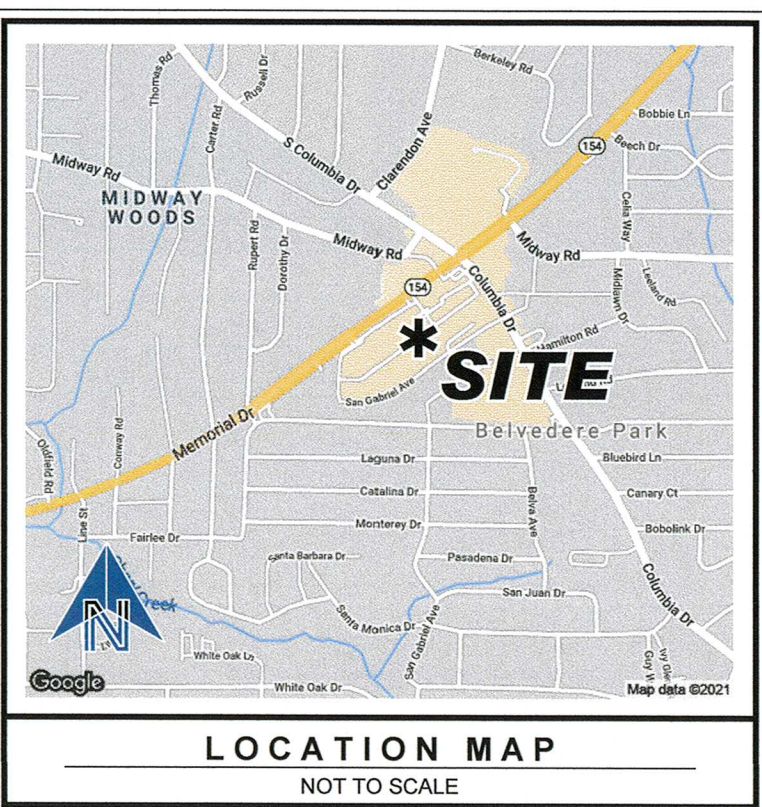 Thomas Rd
Russell Dr
Berkeley Rd
Carter Rd
Clarendon Ave
Bobbie Ln
154
Beech Dr
S Columbia Dr
Midway Rd
MIDWAY
WOODS
Celia Way
Rupert Rd
Dorothy Dr
Midway Rd
Midway Rd
Columbia Dr
154
Midlawn Dr
Leeland Rd
Hamilton Rd
SITE
San Gabriel Ave
Memorial Dr
Belvedere Park
Conway Rd
Oldfield Rd
Laguna Dr
Bluebird Ln
Catalina Dr
Belva Ave
Canary Ct
Line St
Monterey Dr
Bobolink Dr
Fairlee Dr
Santa Barbara Dr
Pasadena Dr
Creek
San Juan Dr
Columbia Dr
N
Santa Monica Dr
San Gabriel Ave
White Oak Ln
Google
White Oak Dr
Map data ©2021
LOCATION MAP
NOT TO SCALE